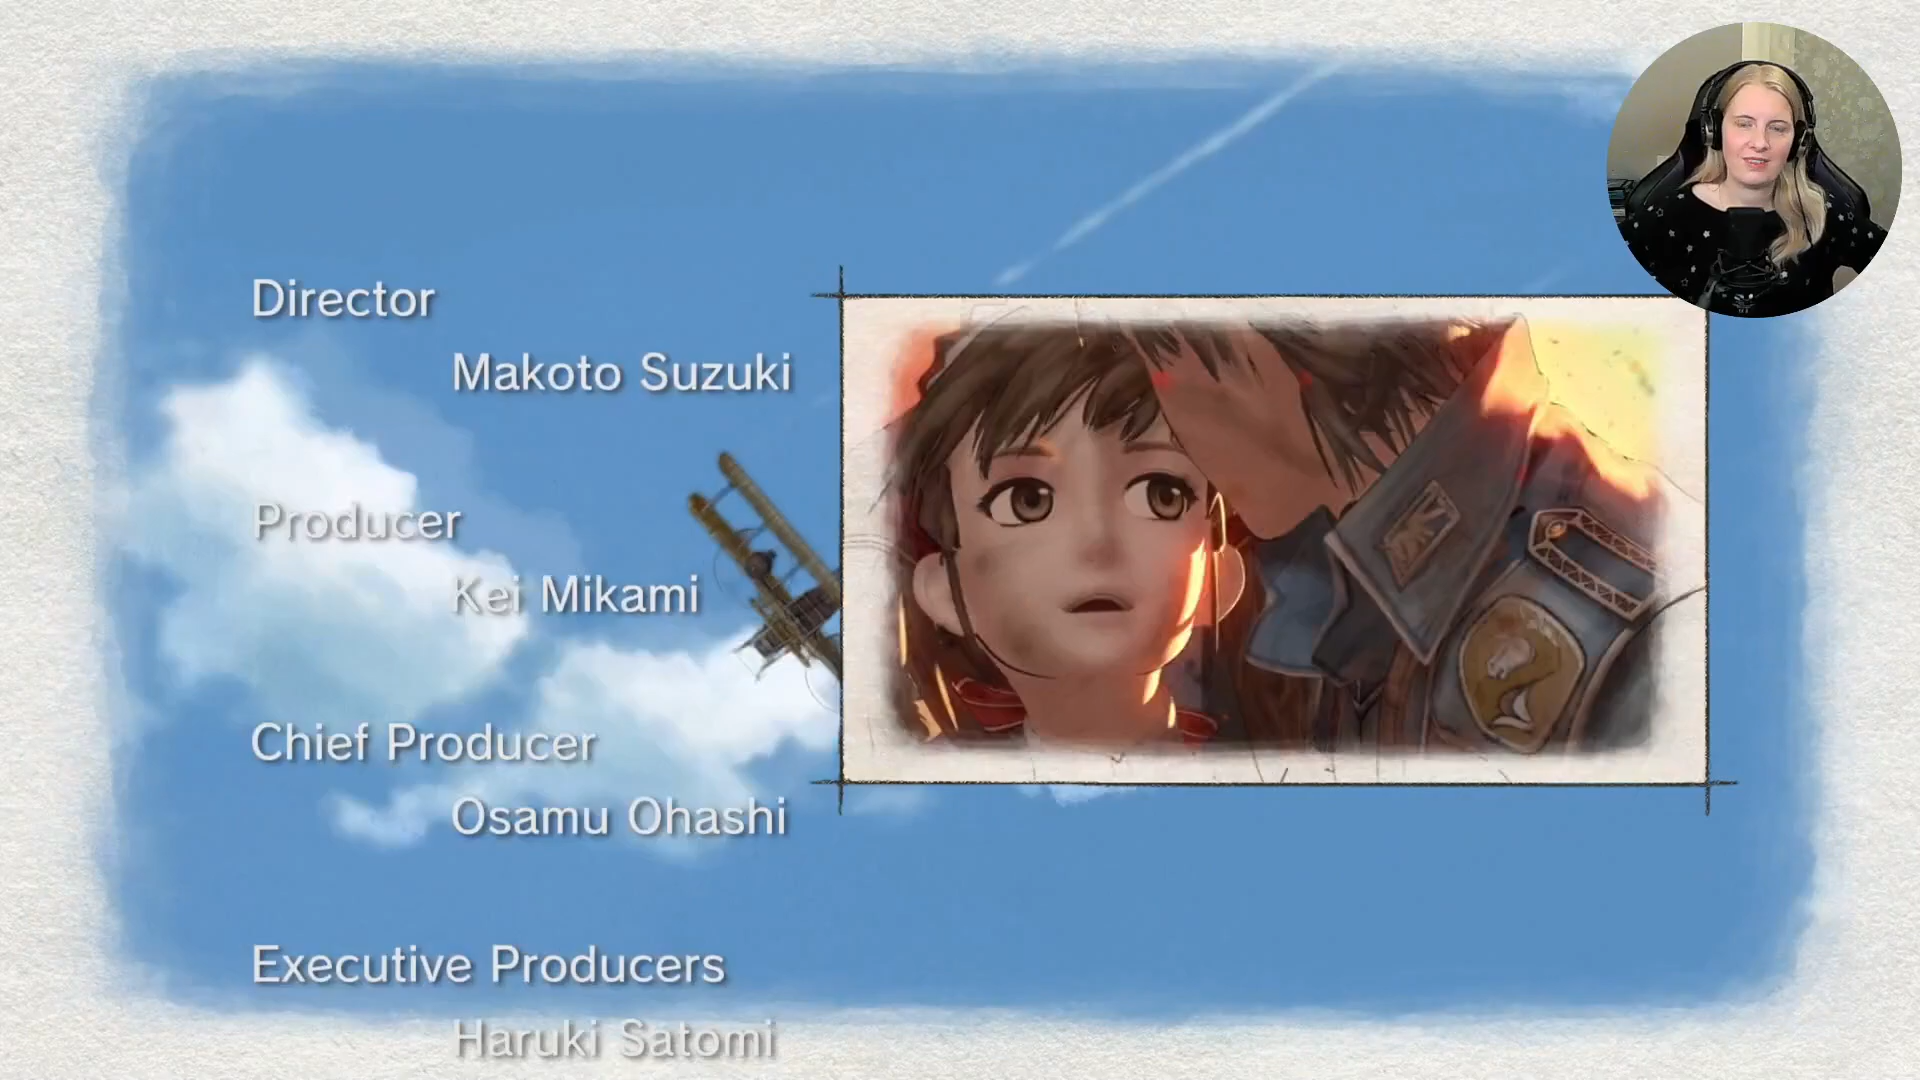 Director
Makoto Suzuki
Producer
Kei Mikami
Chief Producer
Osamu Ohashi
Executive Producers
Haruki Satomi